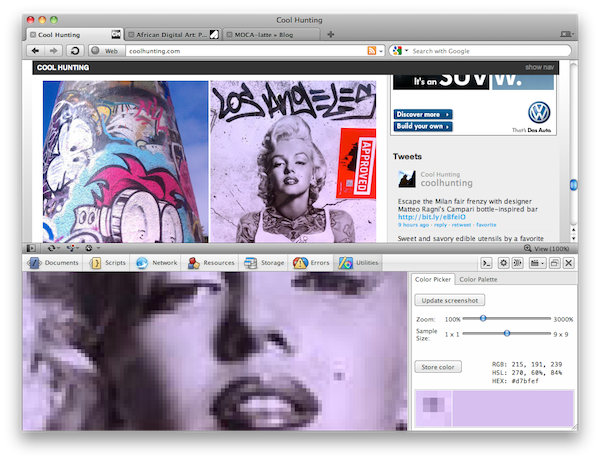 Cool Hunting
Cool Hunting
African Digital Art: P...
MOCA-latte « Blog
Web
coolhunting.com
Search with Google
COOL HUNTING
show nav
LOS ANGELES
APPROVED
It's an SUV W.
Discover more
Build your own
That's Das Auto.
Tweets
Cool Hunting
coolhunting
Escape the Milan fair frenzy with designer
Matteo Ragni's Campari bottle-inspired bar
http://bit.ly/e8feiO
9 hours ago · reply · retweet · favorite
Sweet and savory edible utensils by a favorite
View (100%)
Documents
Scripts
Network
Resources
Storage
Errors
Utilities
Color Picker
Color Palette
Update screenshot
Zoom: 100% 3000%
Sample
Size: 1 x 1 9 x 9
Store color
RGB: 215, 191, 239
HSL: 270, 60%, 84%
HEX: #d7bfef